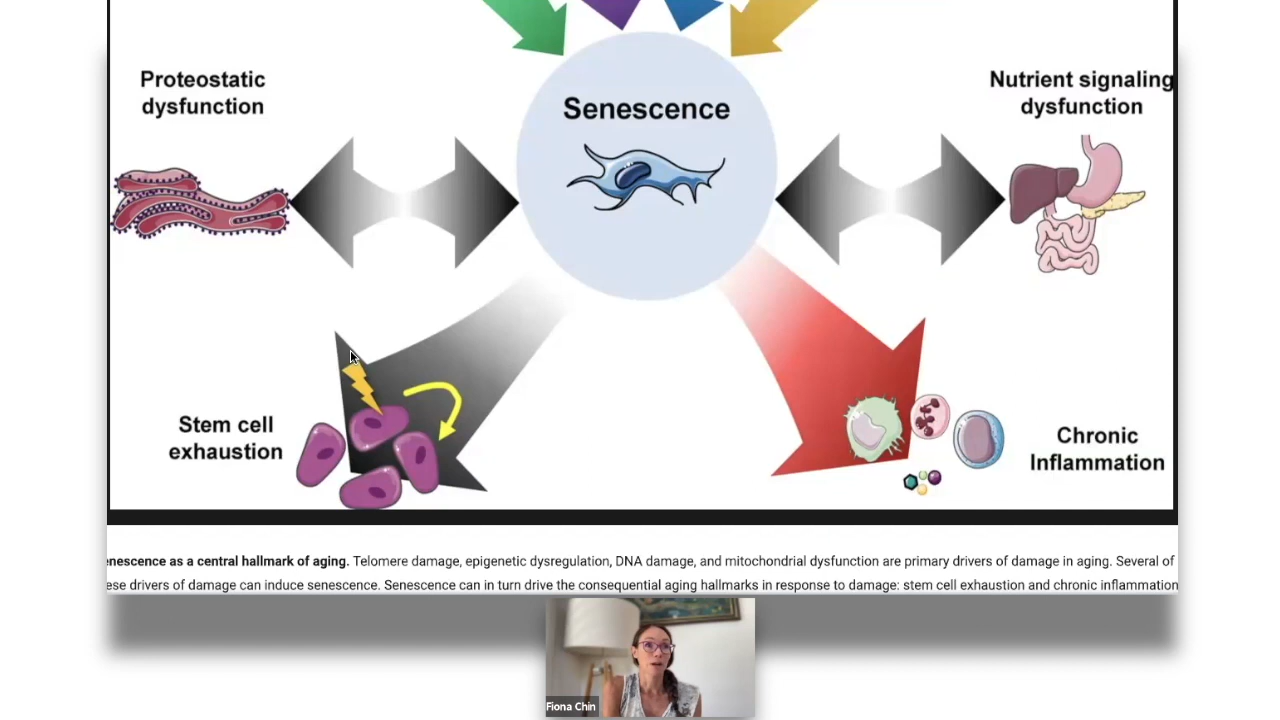 Proteostatic
dysfunction
Nutrient signaling
dysfunction
Senescence
Stem cell
exhaustion
Chronic
Inflammation
enescence as a central hallmark of aging. Telomere damage, epigenetic dysregulation, DNA damage, and mitochondrial dysfunction are primary drivers of damage in aging. Several of
ese drivers of damage can induce senescence. Senescence can in turn drive the consequential aging hallmarks in response to damage: stem cell exhaustion and chronic inflammation
Fiona Chin